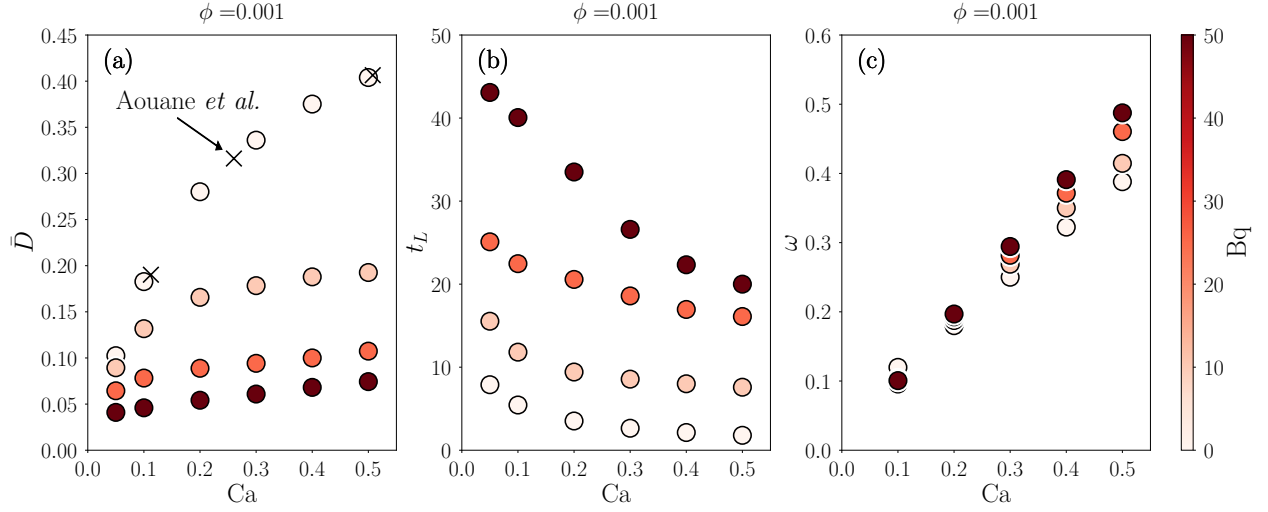 ϕ =0.001
(a)
Aouane et al.
D̄
0.45
0.40
0.35
0.30
0.25
0.20
0.15
0.10
0.05
0.00
0.0 0.1 0.2 0.3 0.4 0.5
Ca
ϕ =0.001
(b)
t_L
50
40
30
20
10
0
0.0 0.1 0.2 0.3 0.4 0.5
Ca
ϕ =0.001
(c)
ω
0.6
0.5
0.4
0.3
0.2
0.1
0.0
0.0 0.1 0.2 0.3 0.4 0.5
Ca
50
40
30
20
10
0
Bq